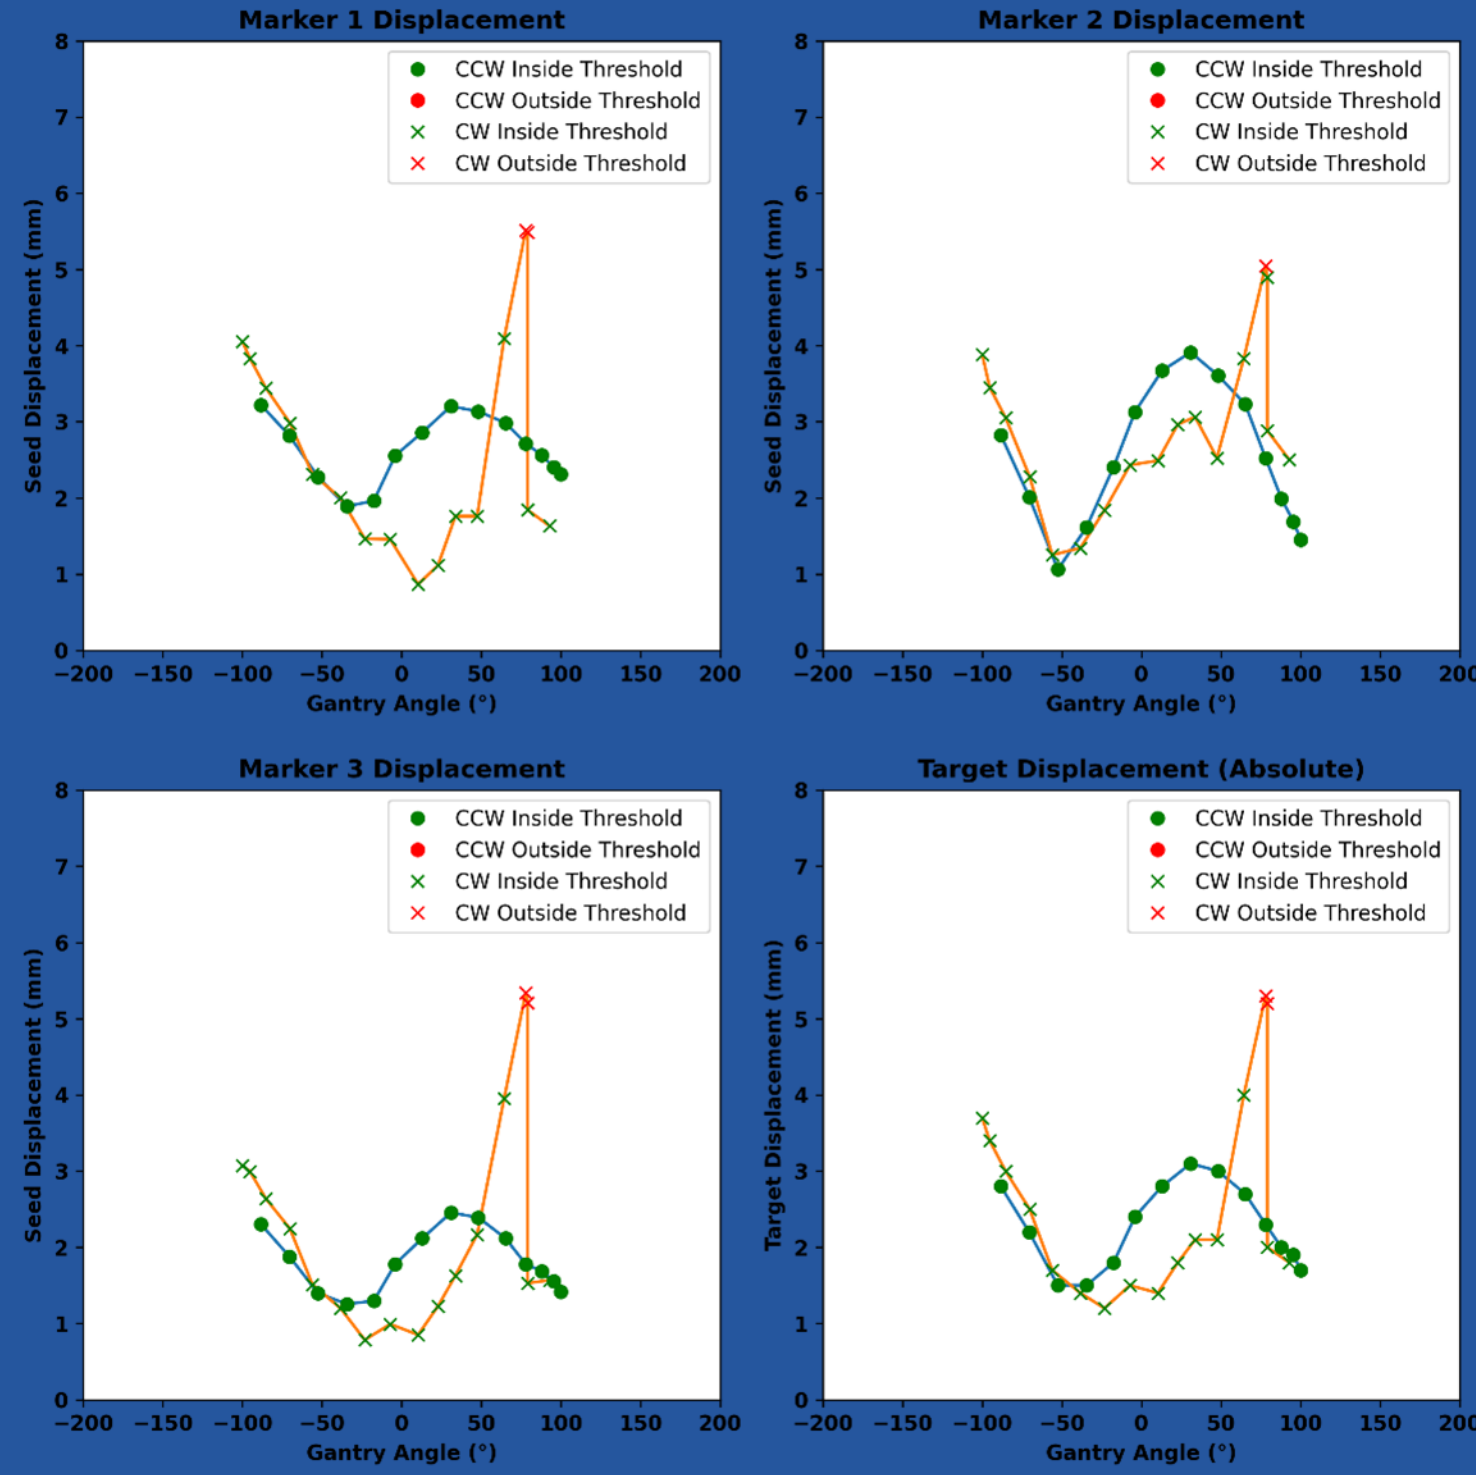 Marker 1 Displacement
8
7
6
5
4
3
2
1
0
Seed Displacement (mm)
CCW Inside Threshold
CCW Outside Threshold
CW Inside Threshold
CW Outside Threshold
−200 −150 −100 −50 0 50 100 150 200
Gantry Angle (°)
Marker 2 Displacement
8
7
6
5
4
3
2
1
0
Seed Displacement (mm)
CCW Inside Threshold
CCW Outside Threshold
CW Inside Threshold
CW Outside Threshold
−200 −150 −100 −50 0 50 100 150 200
Gantry Angle (°)
Marker 3 Displacement
8
7
6
5
4
3
2
1
0
Seed Displacement (mm)
CCW Inside Threshold
CCW Outside Threshold
CW Inside Threshold
CW Outside Threshold
−200 −150 −100 −50 0 50 100 150 200
Gantry Angle (°)
Target Displacement (Absolute)
8
7
6
5
4
3
2
1
0
Target Displacement (mm)
CCW Inside Threshold
CCW Outside Threshold
CW Inside Threshold
CW Outside Threshold
−200 −150 −100 −50 0 50 100 150 200
Gantry Angle (°)